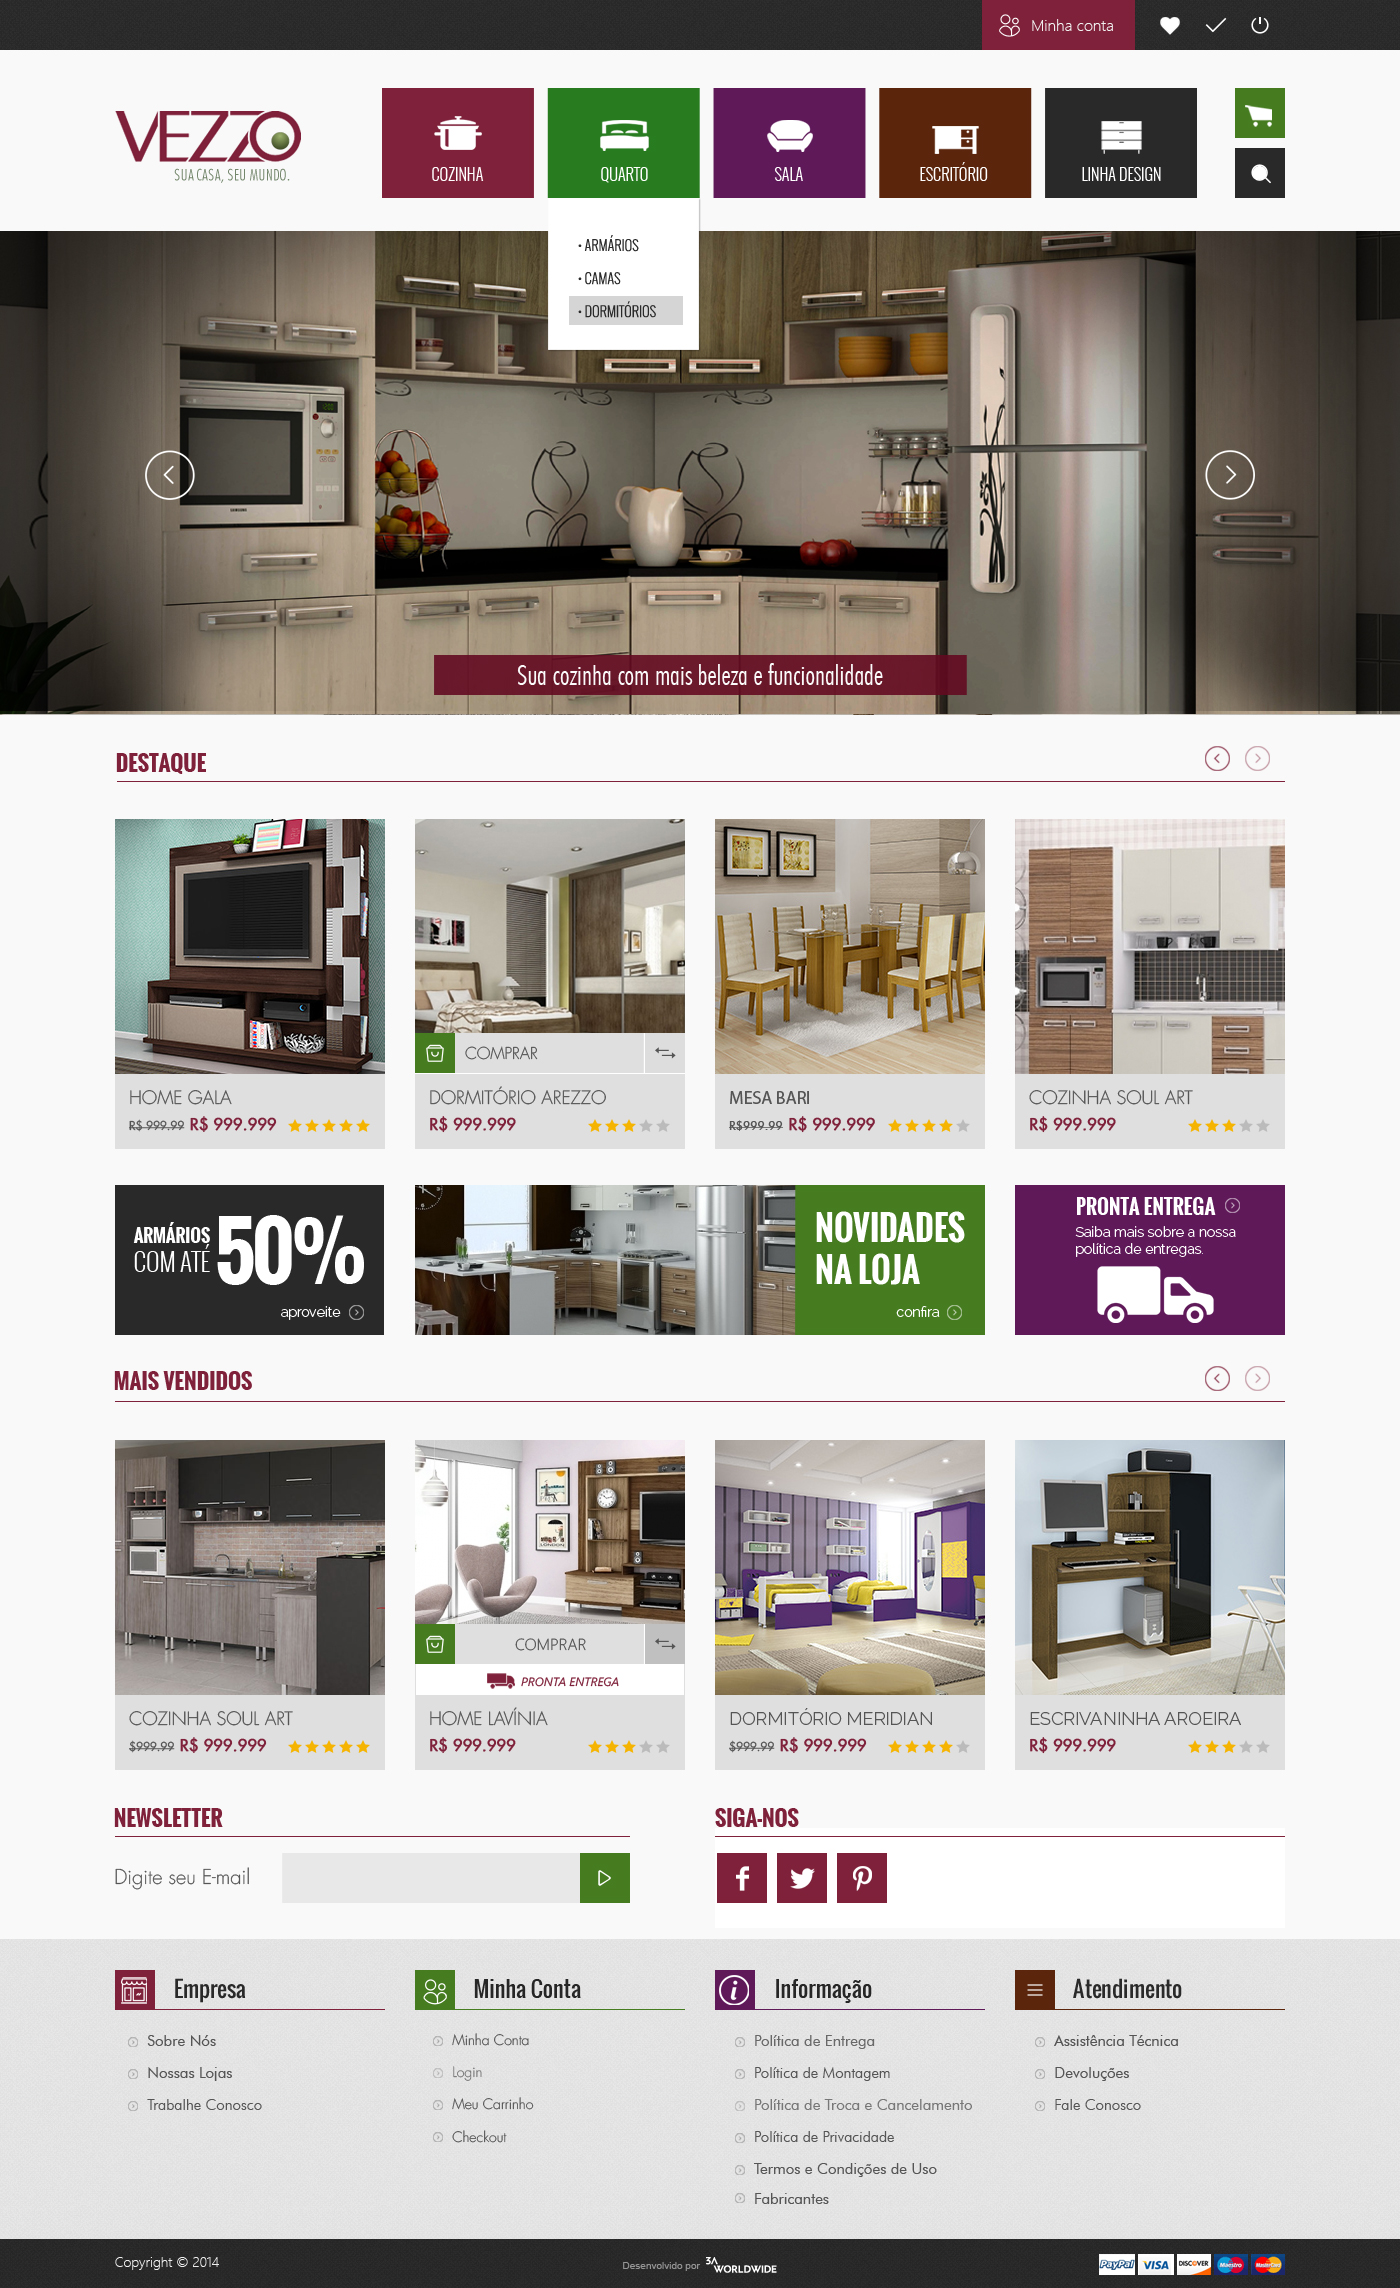 Minha conta
VEZZO
SUA CASA, SEU MUNDO.
COZINHA
QUARTO
SALA
ESCRITÓRIO
LINHA DESIGN
• ARMÁRIOS
• CAMAS
• DORMITÓRIOS
SAMSUNG
Sua cozinha com mais beleza e funcionalidade
DESTAQUE
COMPRAR
HOME GALA
R$ 999.99 R$ 999.999
DORMITÓRIO AREZZO
R$ 999.999
MESA BARI
R$999.99 R$ 999.999
COZINHA SOUL ART
R$ 999.999
ARMÁRIOS
COM ATÉ
50%
aproveite
NOVIDADES
NA LOJA
confira
PRONTA ENTREGA
Saiba mais sobre a nossa
política de entregas.
MAIS VENDIDOS
LONDON
COMPRAR
PRONTA ENTREGA
COZINHA SOUL ART
$999.99 R$ 999.999
HOME LAVÍNIA
R$ 999.999
DORMITÓRIO MERIDIAN
$999.99 R$ 999.999
ESCRIVANINHA AROEIRA
R$ 999.999
NEWSLETTER
Digite seu E-mail
SIGA-NOS
Empresa
Sobre Nós
Nossas Lojas
Trabalhe Conosco
Minha Conta
Minha Conta
Login
Meu Carrinho
Checkout
Informação
Política de Entrega
Política de Montagem
Política de Troca e Cancelamento
Política de Privacidade
Termos e Condições de Uso
Fabricantes
Atendimento
Assistência Técnica
Devoluções
Fale Conosco
Copyright © 2014
Desenvolvido por 3A WORLDWIDE
PayPal VISA DISCOVER Maestro MasterCard